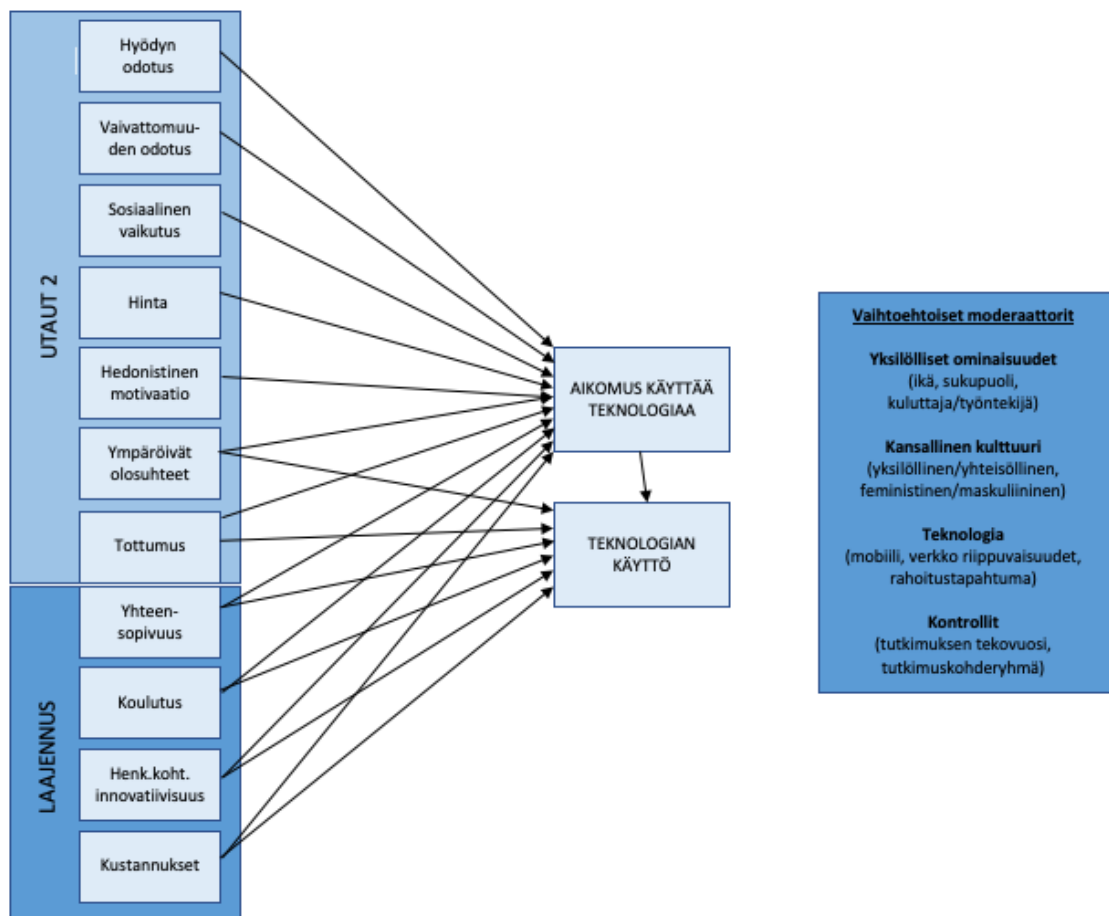 UTAUT 2
Hyödyn
odotus
Vaivattomuu-
den odotus
Sosiaalinen
vaikutus
Hinta
Hedonistinen
motivaatio
Ympäröivät
olosuhteet
Tottumus
LAAJENNUS
Yhteen-
sopivuus
Koulutus
Henk.koht.
innovatiivisuus
Kustannukset
AIKOMUS KÄYTTÄÄ
TEKNOLOGIAA
TEKNOLOGIAN
KÄYTTÖ
Vaihtoehtoiset moderaattorit
Yksilölliset ominaisuudet
(ikä, sukupuoli,
kuluttaja/työntekijä)
Kansallinen kulttuuri
(yksilöllinen/yhteisöllinen,
feministinen/maskuliininen)
Teknologia
(mobiili, verkko riippuvaisuudet,
rahoitustapahtuma)
Kontrollit
(tutkimuksen tekovuosi,
tutkimuskohderyhmä)